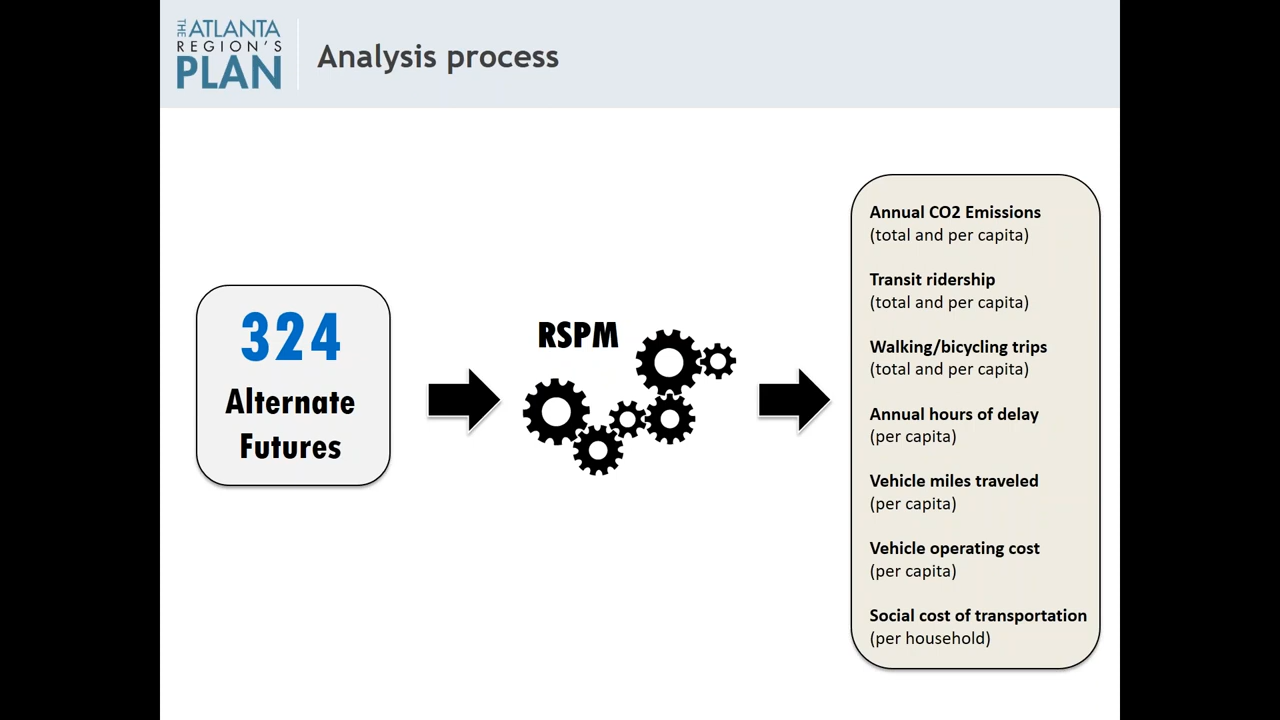 THE ATLANTA
REGION'S
PLAN
Analysis process
324
Alternate
Futures
RSPM
Annual CO2 Emissions
(total and per capita)
Transit ridership
(total and per capita)
Walking/bicycling trips
(total and per capita)
Annual hours of delay
(per capita)
Vehicle miles traveled
(per capita)
Vehicle operating cost
(per capita)
Social cost of transportation
(per household)